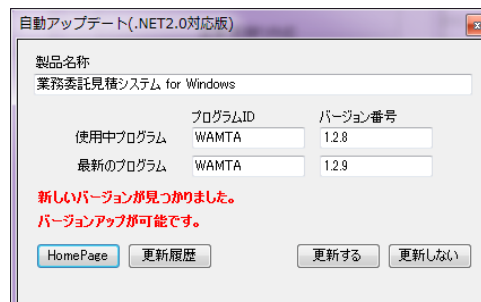 自動アップデート(.NET2.0対応版)
製品名称
業務委託見積システム for Windows
プログラムID バージョン番号
使用中プログラム WAMTA 1.2.8
最新のプログラム WAMTA 1.2.9
新しいバージョンが見つかりました。
バージョンアップが可能です。
HomePage 更新履歴 更新する 更新しない